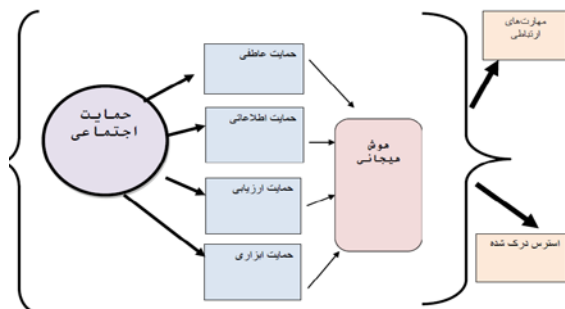 مهارت‌های
ارتباطی
حمایت عاطفی
حمایت
اجتماعی
حمایت اطلاعاتی
هوش
هیجانی
حمایت ارزیابی
حمایت ابزاری
استرس درک شده